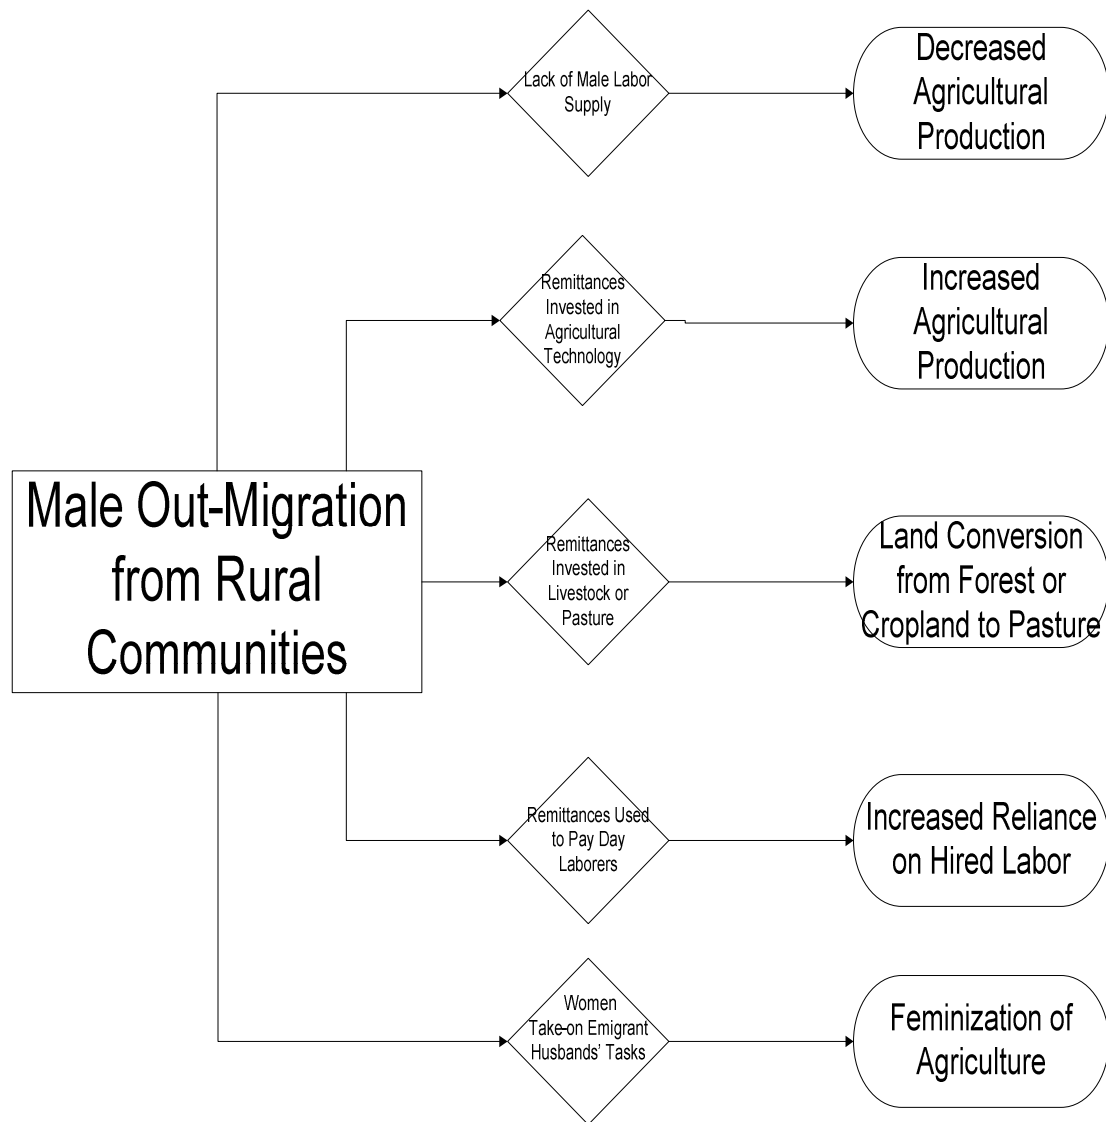 Lack of Male Labor
Supply
Decreased
Agricultural
Production
Remittances
Invested in
Agricultural
Technology
Increased
Agricultural
Production
Male Out-Migration
from Rural
Communities
Remittances
Invested in
Livestock or
Pasture
Land Conversion
from Forest or
Cropland to Pasture
Remittances Used
to Pay Day
Laborers
Increased Reliance
on Hired Labor
Women
Take-on Emigrant
Husbands' Tasks
Feminization of
Agriculture